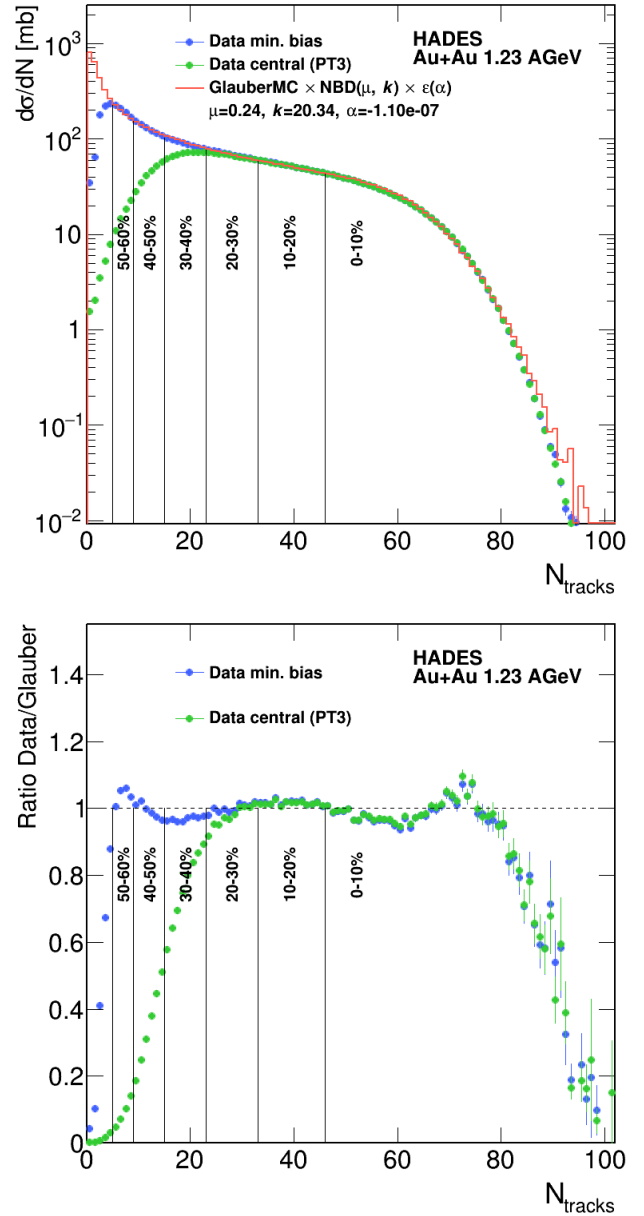 dσ/dN [mb]
10³
10²
10
1
10⁻¹
10⁻²
Data min. bias
Data central (PT3)
GlauberMC × NBD(μ, k) × ε(α)
μ=0.24, k=20.34, α=-1.10e-07
HADES
Au+Au 1.23 AGeV
50-60%
40-50%
30-40%
20-30%
10-20%
0-10%
0 20 40 60 80 100
N_tracks
Ratio Data/Glauber
1.4
1.2
1
0.8
0.6
0.4
0.2
0
Data min. bias
Data central (PT3)
HADES
Au+Au 1.23 AGeV
50-60%
40-50%
30-40%
20-30%
10-20%
0-10%
0 20 40 60 80 100
N_tracks